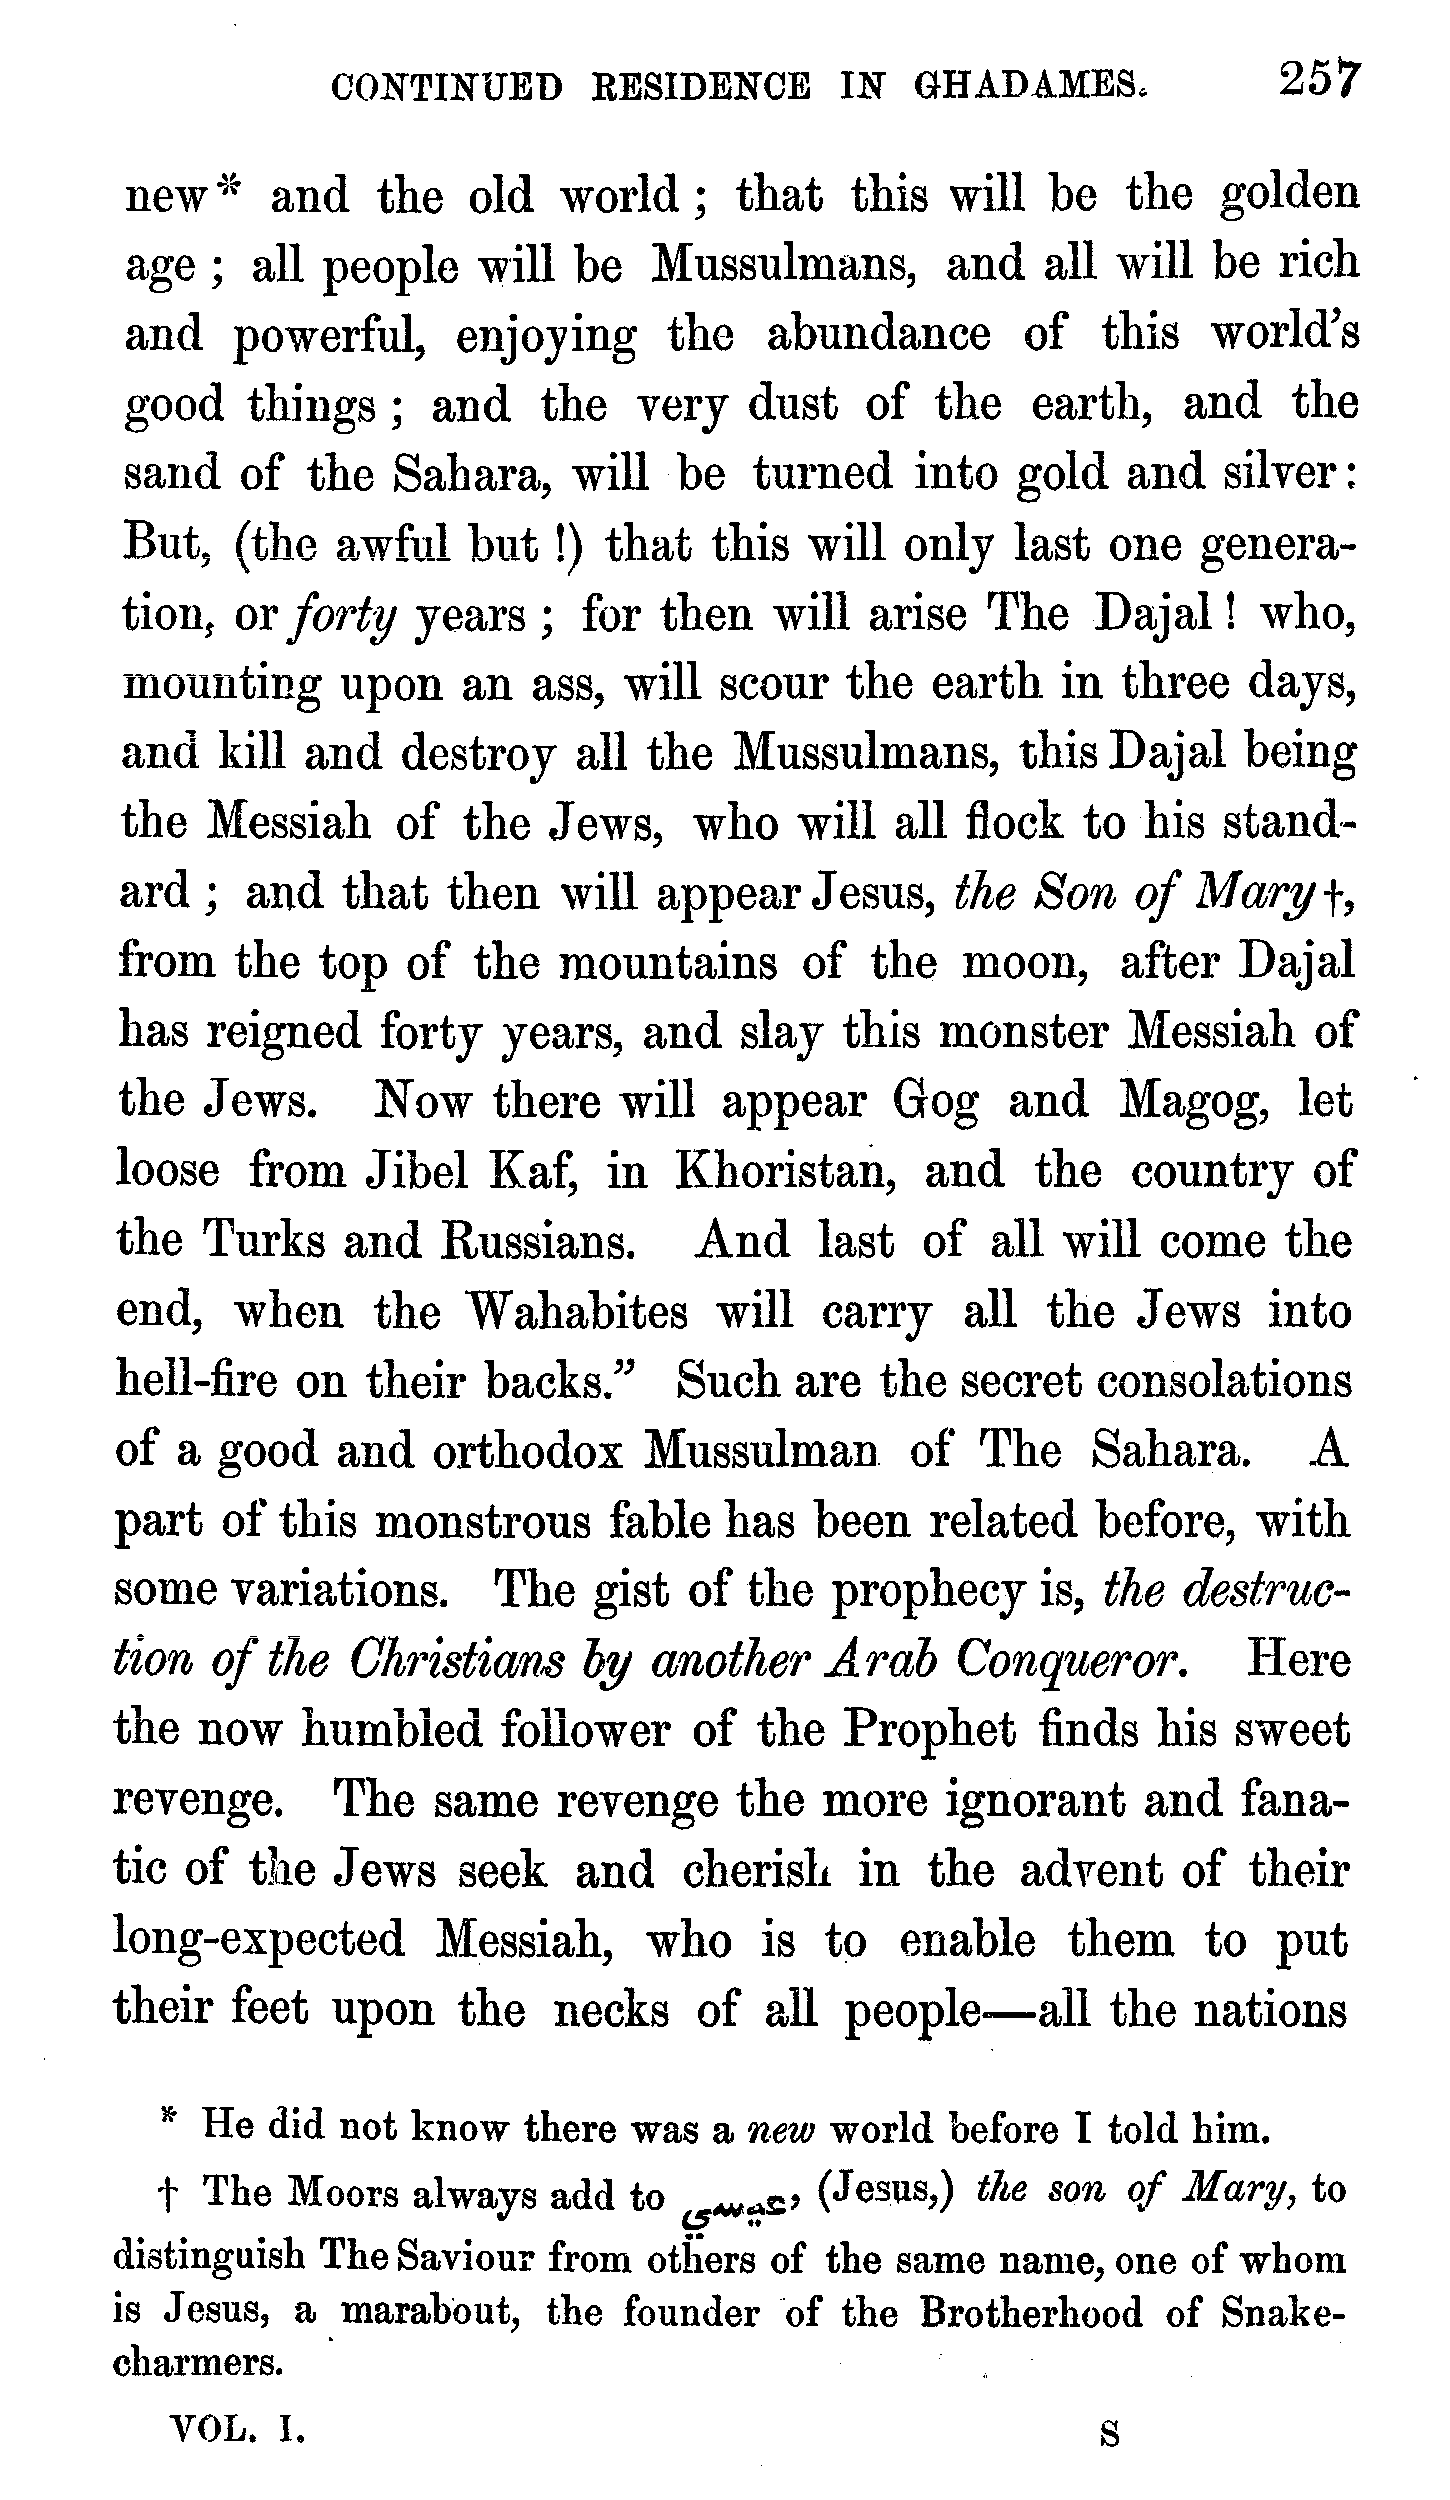 CONTINUED RESIDENCE IN GHADAMES. 257
new* and the old world; that this will be the golden
age; all people will be Mussulmans, and all will be rich
and powerful, enjoying the abundance of this world's
good things; and the very dust of the earth, and the
sand of the Sahara, will be turned into gold and silver:
But, (the awful but!) that this will only last one genera-
tion, or forty years; for then will arise The Dajal! who,
mounting upon an ass, will scour the earth in three days,
and kill and destroy all the Mussulmans, this Dajal being
the Messiah of the Jews, who will all flock to his stand-
ard; and that then will appear Jesus, the Son of Mary†,
from the top of the mountains of the moon, after Dajal
has reigned forty years, and slay this monster Messiah of
the Jews. Now there will appear Gog and Magog, let
loose from Jibel Kaf, in Khoristan, and the country of
the Turks and Russians. And last of all will come the
end, when the Wahabites will carry all the Jews into
hell-fire on their backs.” Such are the secret consolations
of a good and orthodox Mussulman of The Sahara. A
part of this monstrous fable has been related before, with
some variations. The gist of the prophecy is, the destruc-
tion of the Christians by another Arab Conqueror. Here
the now humbled follower of the Prophet finds his sweet
revenge. The same revenge the more ignorant and fana-
tic of the Jews seek and cherish in the advent of their
long-expected Messiah, who is to enable them to put
their feet upon the necks of all people—all the nations
* He did not know there was a new world before I told him.
† The Moors always add to عيسي, (Jesus,) the son of Mary, to
distinguish The Saviour from others of the same name, one of whom
is Jesus, a marabout, the founder of the Brotherhood of Snake-
charmers.
VOL. I. S